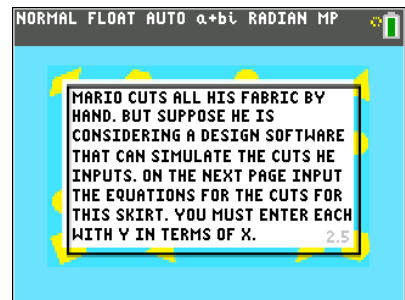 NORMAL FLOAT AUTO a+bi RADIAN MP
MARIO CUTS ALL HIS FABRIC BY
HAND. BUT SUPPOSE HE IS
CONSIDERING A DESIGN SOFTWARE
THAT CAN SIMULATE THE CUTS HE
INPUTS. ON THE NEXT PAGE INPUT
THE EQUATIONS FOR THE CUTS FOR
THIS SKIRT. YOU MUST ENTER EACH
WITH Y IN TERMS OF X.
2.5